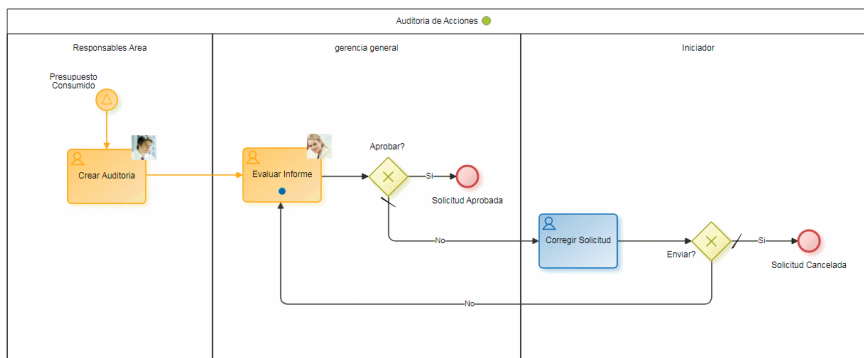 Auditoria de Acciones
Responsables Area
gerencia general
Iniciador
Presupuesto
Consumido
Crear Auditoria
Evaluar Informe
Aprobar?
Si
Solicitud Aprobada
No
Corregir Solicitud
Enviar?
Si
Solicitud Cancelada
No